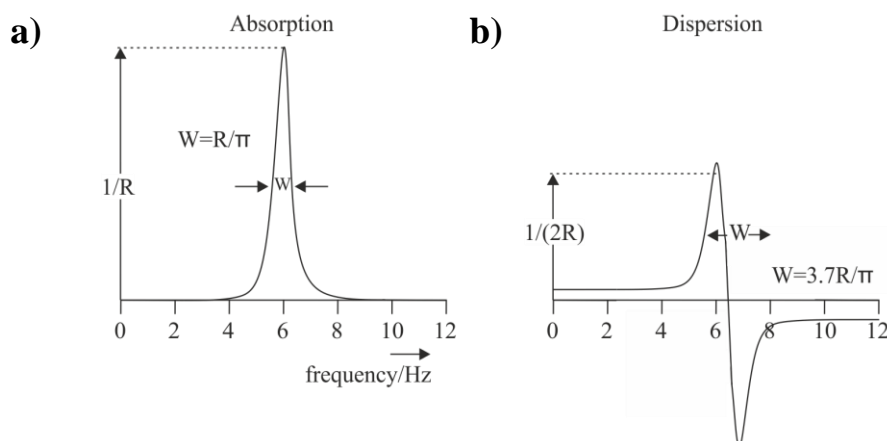 a)
Absorption
W=R/π
1/R
W
0 2 4 6 8 10 12
frequency/Hz
b)
Dispersion
1/(2R)
W
W=3.7R/π
0 2 4 6 8 10 12